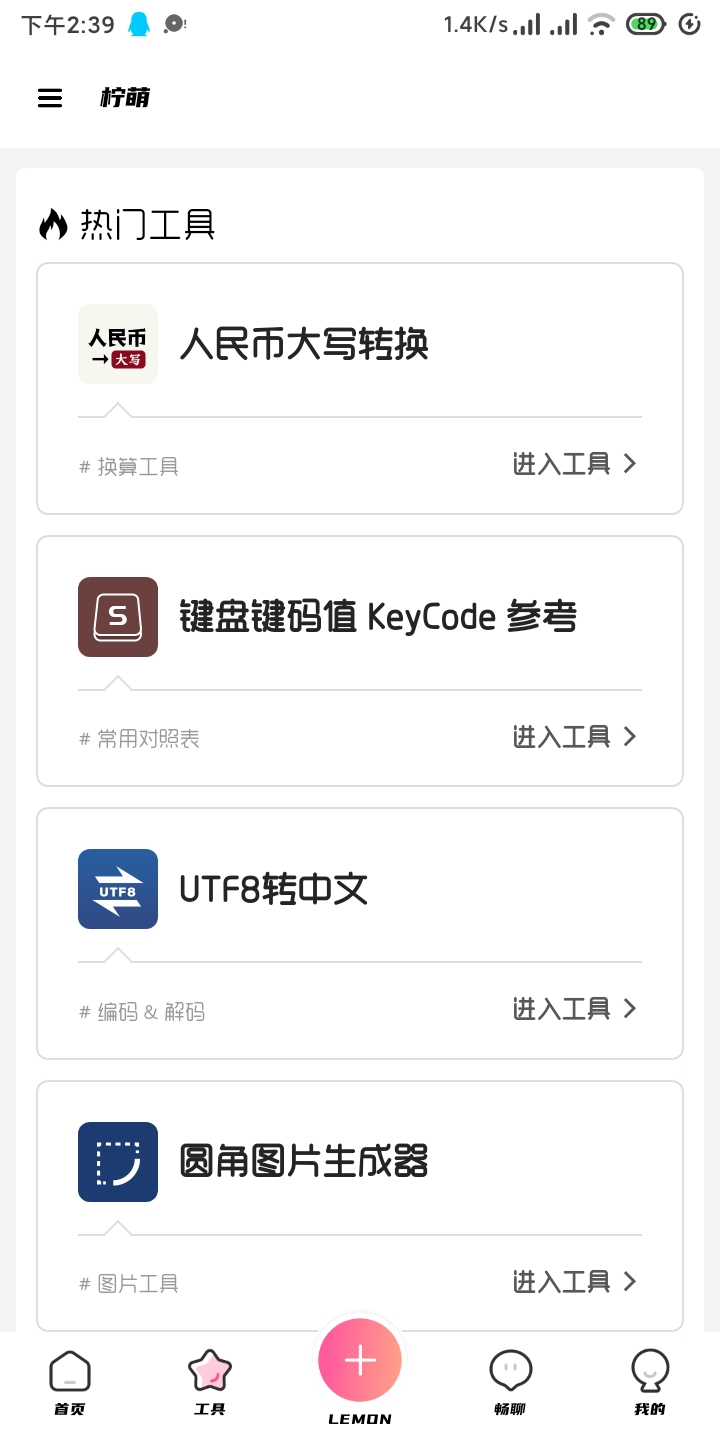 下午2:39
1.4K/s
89
柠萌
热门工具
人民币
→大写
人民币大写转换
# 换算工具
进入工具
S
键盘键码值 KeyCode 参考
# 常用对照表
进入工具
UTF8
UTF8转中文
# 编码 & 解码
进入工具
圆角图片生成器
# 图片工具
进入工具
首页
工具
LEMON
畅聊
我的